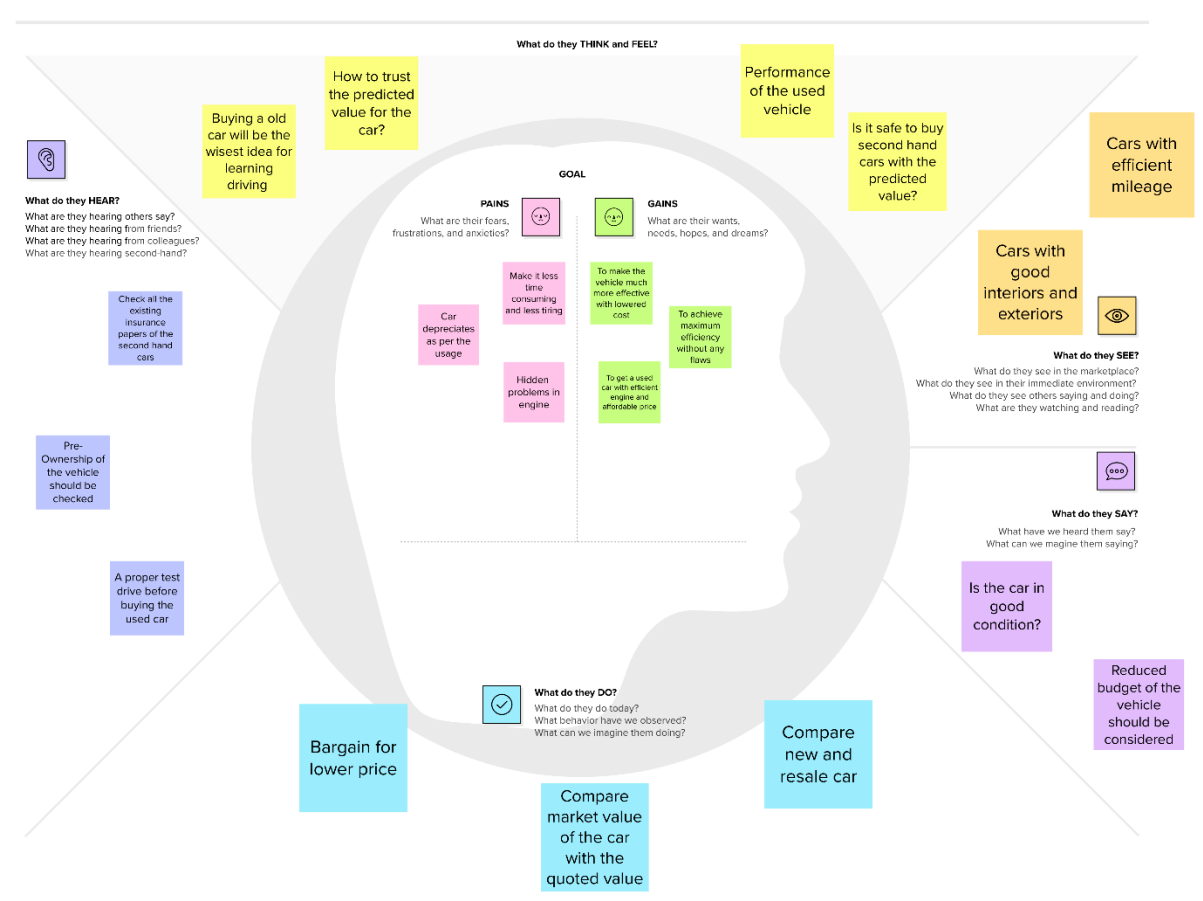 What do they THINK and FEEL?
How to trust
the predicted
value for the
car?
Performance
of the used
vehicle
Buying a old
car will be the
wisest idea for
learning
driving
Is it safe to buy
second hand
cars with the
predicted
value?
Cars with
efficient
mileage
What do they HEAR?
What are they hearing others say?
What are they hearing from friends?
What are they hearing from colleagues?
What are they hearing second-hand?
GOAL
PAINS
What are their fears,
frustrations, and anxieties?
GAINS
What are their wants,
needs, hopes, and dreams?
Cars with
good
interiors and
exteriors
Check all the
existing
insurance
papers of the
second hand
cars
Make it less
time
consuming
and less tiring
Car
depreciates
as per the
usage
Hidden
problems in
engine
To make the
vehicle much
more effective
with lowered
cost
To achieve
maximum
efficiency
without any
flaws
To get a used
car with efficient
engine and
affordable price
What do they SEE?
What do they see in the marketplace?
What do they see in their immediate environment?
What do they see others saying and doing?
What are they watching and reading?
Pre-
Ownership of
the vehicle
should be
checked
What do they SAY?
What have we heard them say?
What can we magine them saying?
A proper test
drive before
buying the
used car
Is the car in
good
condition?
Reduced
budget of the
vehicle
should be
considered
What do they DO?
What do they do today?
What behavior have we observed?
What can we imagine them doing?
Bargain for
lower price
Compare
new and
resale car
Compare
market value
of the car
with the
quoted value